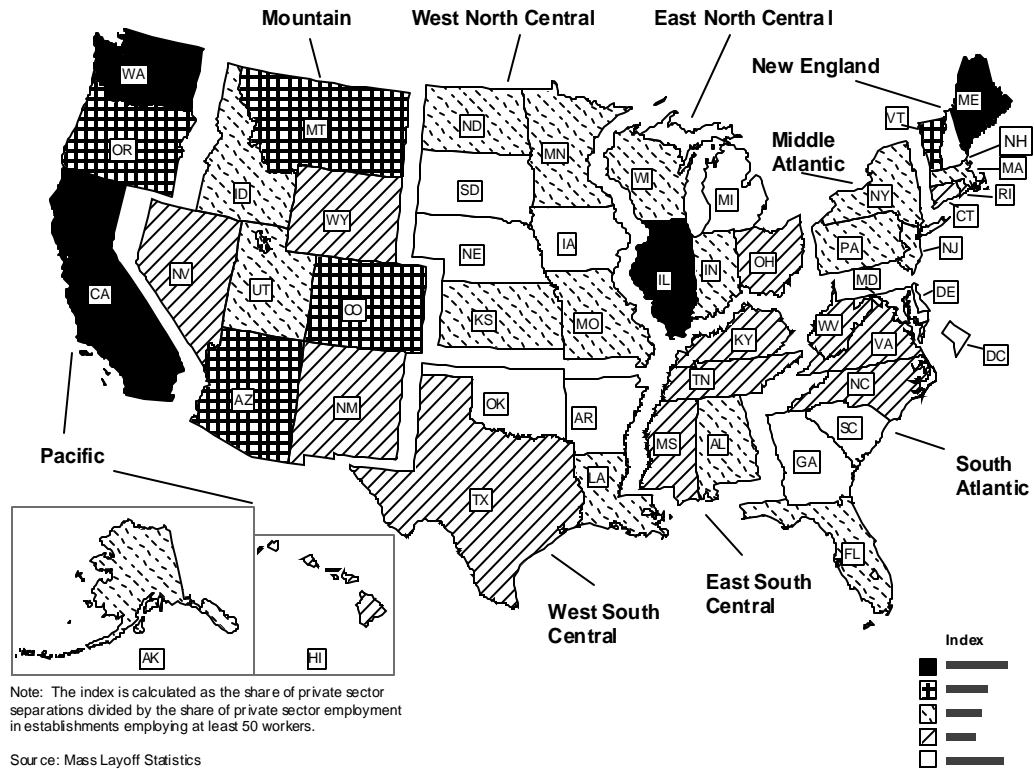 Mountain
West North Central
East North Central
New England
Middle
Atlantic
WA
OR
MT
ID
WY
NV
UT
CO
CA
AZ
NM
ND
SD
NE
KS
MN
IA
MO
WI
MI
IL
IN
OH
OK
AR
TX
LA
KY
TN
MS
AL
WV
VA
NC
SC
GA
FL
PA
NY
MD
VT
ME
NH
MA
RI
CT
NJ
DE
DC
Pacific
South
Atlantic
East South
Central
West South
Central
AK
HI
Index
Note: The index is calculated as the share of private sector
separations divided by the share of private sector employment
in establishments employing at least 50 workers.
Source: Mass Layoff Statistics